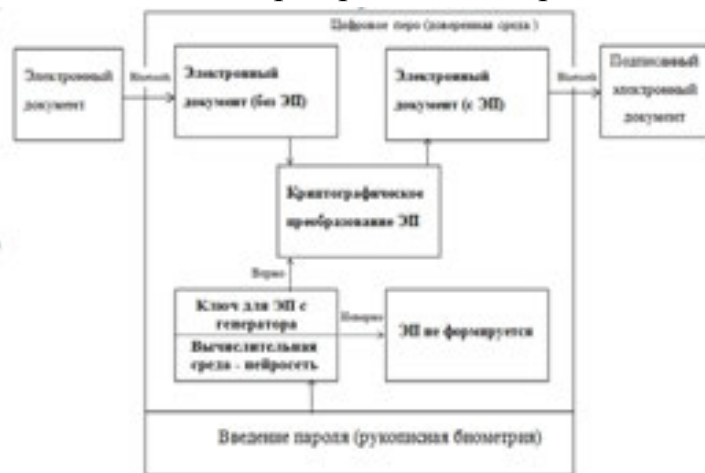 Цифровое перо (доверенная среда)
Электронный
документ
Bluetooth
Электронный
документ (без ЭП)
Электронный
документ (с ЭП)
Bluetooth
Подписанный
электронный
документ
Криптографическое
преобразование ЭП
Верно
Ключ для ЭП с
генератора
Неверно
ЭП не формируется
Вычислительная
среда - нейросеть
Введение пароля (рукописная биометрия)